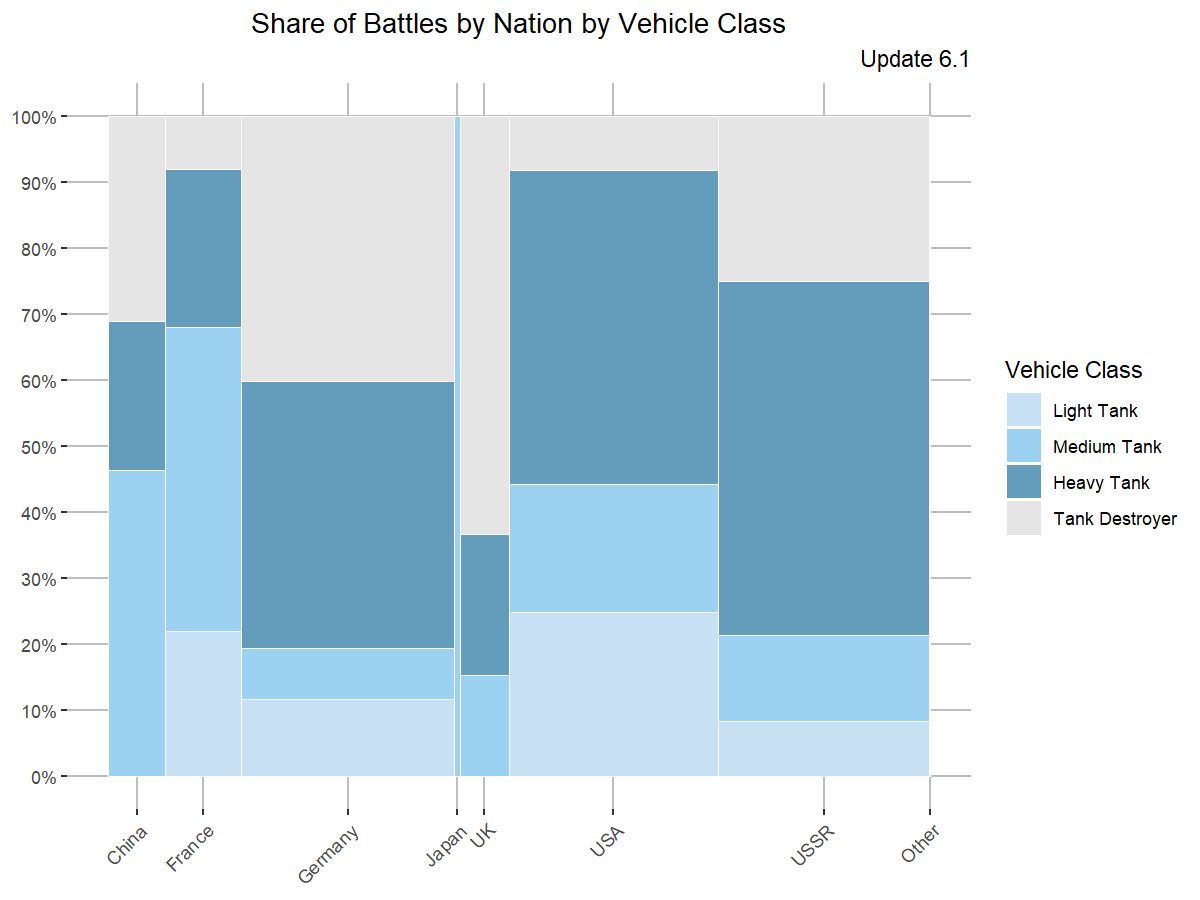 Share of Battles by Nation by Vehicle Class
Update 6.1
100%
90%
80%
70%
60%
50%
40%
30%
20%
10%
0%
China
France
Germany
Japan
UK
USA
USSR
Other
Vehicle Class
Light Tank
Medium Tank
Heavy Tank
Tank Destroyer